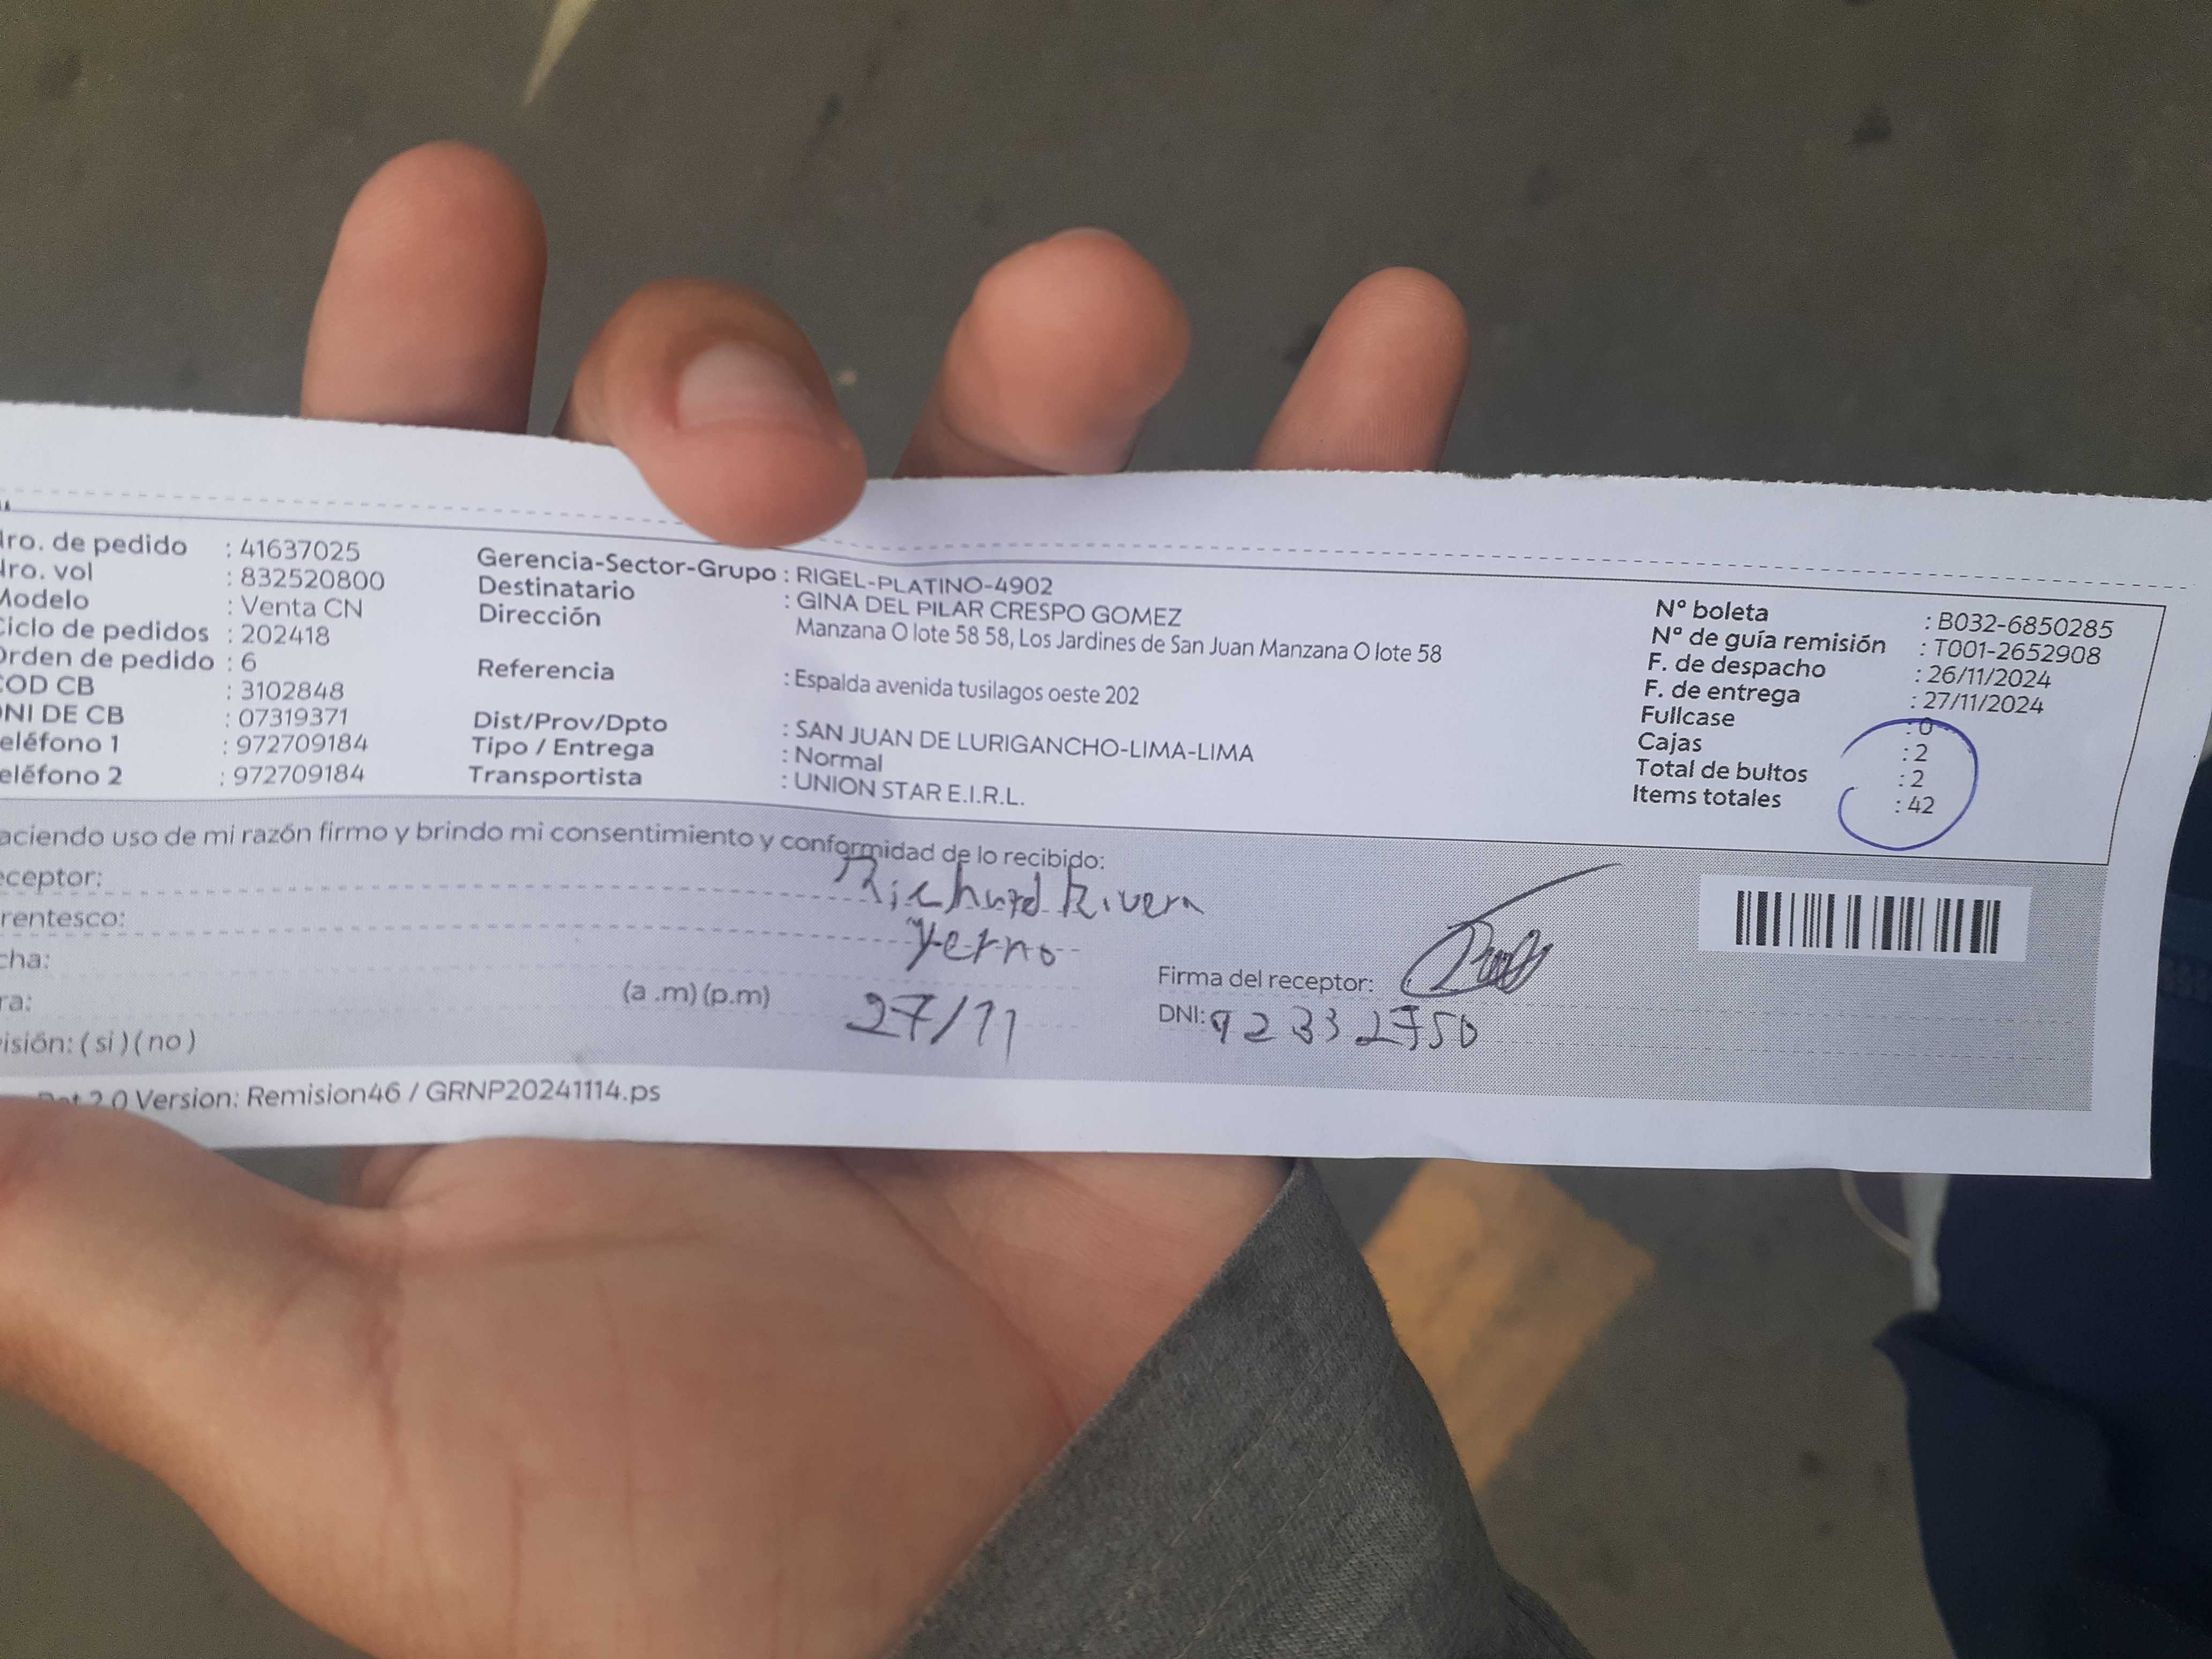 ro. de pedido : 41637025
ro. vol : 832520800
Modelo : Venta CN
Ciclo de pedidos : 202418
Orden de pedido : 6
COD CB : 3102848
DNI DE CB : 07319371
eléfono 1 : 972709184
eléfono 2 : 972709184
Gerencia-Sector-Grupo : RIGEL-PLATINO-4902
Destinatario : GINA DEL PILAR CRESPO GOMEZ
Dirección Manzana O lote 58 58, Los Jardines de San Juan Manzana O lote 58
Referencia : Espalda avenida tusilagos oeste 202
Dist/Prov/Dpto : SAN JUAN DE LURIGANCHO-LIMA-LIMA
Tipo / Entrega : Normal
Transportista : UNION STAR E.I.R.L.
N° boleta : B032-6850285
N° de guía remisión : T001-2652908
F. de despacho : 26/11/2024
F. de entrega : 27/11/2024
Fullcase : 0
Cajas : 2
Total de bultos : 2
Items totales : 42
aciendo uso de mi razón firmo y brindo mi consentimiento y conformidad de lo recibido:
eceptor: Richard Rivera
rentesco: Yerno
cha: 27/11
ra: (a .m) (p.m)
isión: ( si ) ( no )
Firma del receptor:
DNI: 92332750
2.0 Version: Remision46 / GRNP20241114.ps